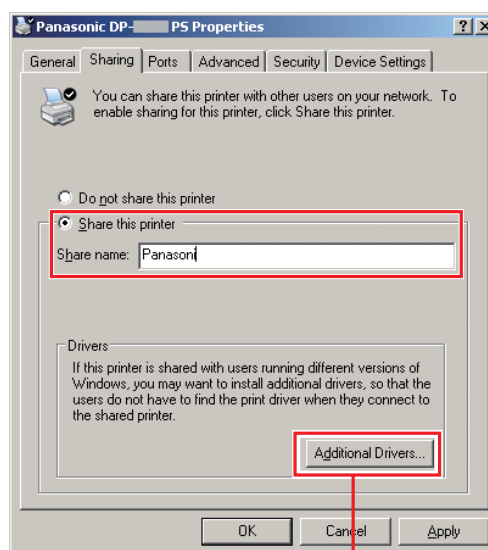 Panasonic DP- PS Properties
General Sharing Ports Advanced Security Device Settings
You can share this printer with other users on your network. To
enable sharing for this printer, click Share this printer.
Do not share this printer
Share this printer
Share name: Panasoni
Drivers
If this printer is shared with users running different versions of
Windows, you may want to install additional drivers, so that the
users do not have to find the print driver when they connect to
the shared printer.
Additional Drivers...
OK Cancel Apply